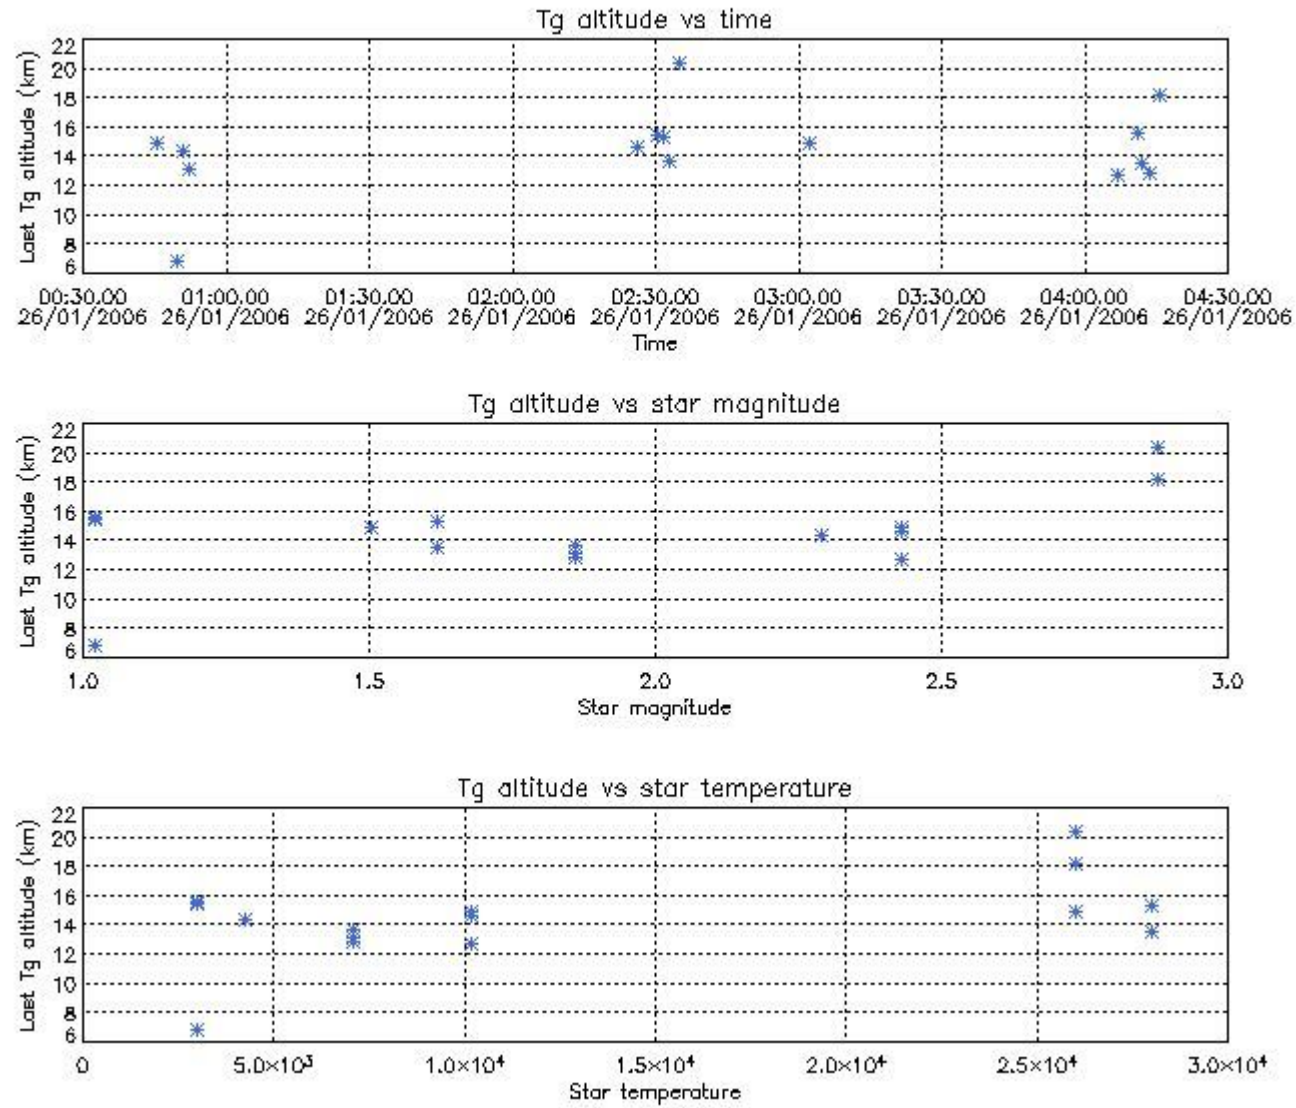 Tg altitude vs time
Last Tg altitude (km)
22
20
18
16
14
12
10
8
6
00:30.00 01:00.00 01:30.00 02:00.00 02:30.00 03:00.00 03:30.00 04:00.00 04:30.00
26/01/2006 26/01/2006 26/01/2006 26/01/2006 26/01/2006 26/01/2006 26/01/2006 26/01/2006 26/01/2006
Time
Tg altitude vs star magnitude
Last Tg altitude (km)
22
20
18
16
14
12
10
8
6
1.0 1.5 2.0 2.5 3.0
Star magnitude
Tg altitude vs star temperature
Last Tg altitude (km)
22
20
18
16
14
12
10
8
6
0 5.0×10³ 1.0×10⁴ 1.5×10⁴ 2.0×10⁴ 2.5×10⁴ 3.0×10⁴
Star temperature